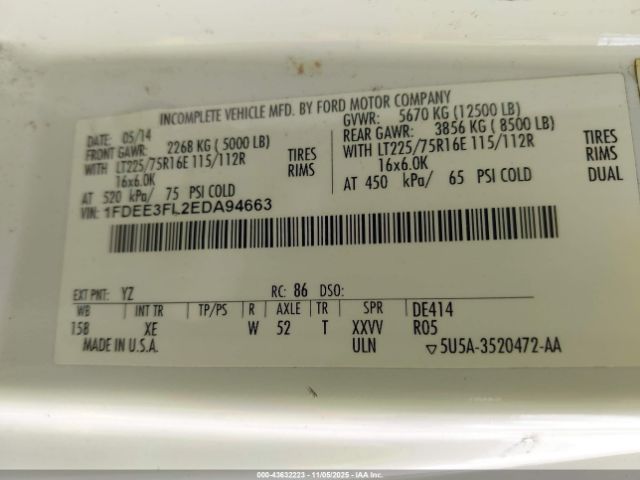 INCOMPLETE VEHICLE MFD. BY FORD MOTOR COMPANY
DATE: 05/14 GVWR: 5670 KG (12500 LB)
FRONT GAWR: 2268 KG (5000 LB) REAR GAWR: 3856 KG (8500 LB)
WITH LT225/75R16E 115/112R TIRES WITH LT225/75R16E 115/112R TIRES
16x6.0K RIMS 16x6.0K RIMS
AT 520 kPa/ 75 PSI COLD AT 450 kPa/ 65 PSI COLD DUAL
VIN: 1FDEE3FL2EDA94663
EXT PNT: YZ RC: 86 DSO:
WB INT TR TP/PS R AXLE TR SPR DE414
158 XE W 52 T XXVV R05
MADE IN U.S.A. ULN ▽5U5A-3520472-AA
000-43632223 - 11/05/2025 - IAAI.CA